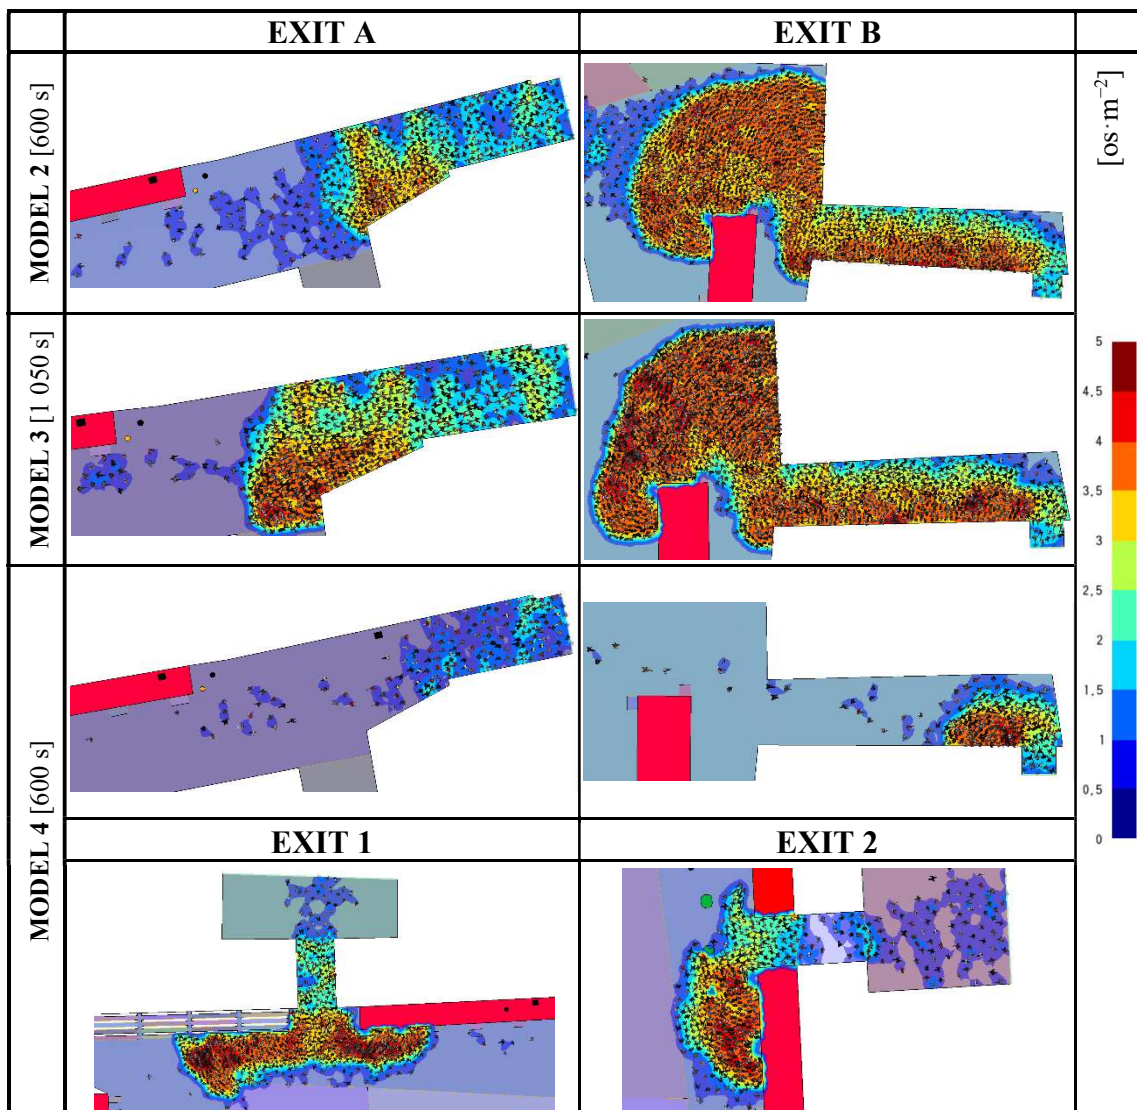 EXIT A
EXIT B
[os·m⁻²]
MODEL 2 [600 s]
MODEL 3 [1 050 s]
MODEL 4 [600 s]
EXIT 1
EXIT 2
5
4,5
4
3,5
3
2,5
2
1,5
1
0,5
0